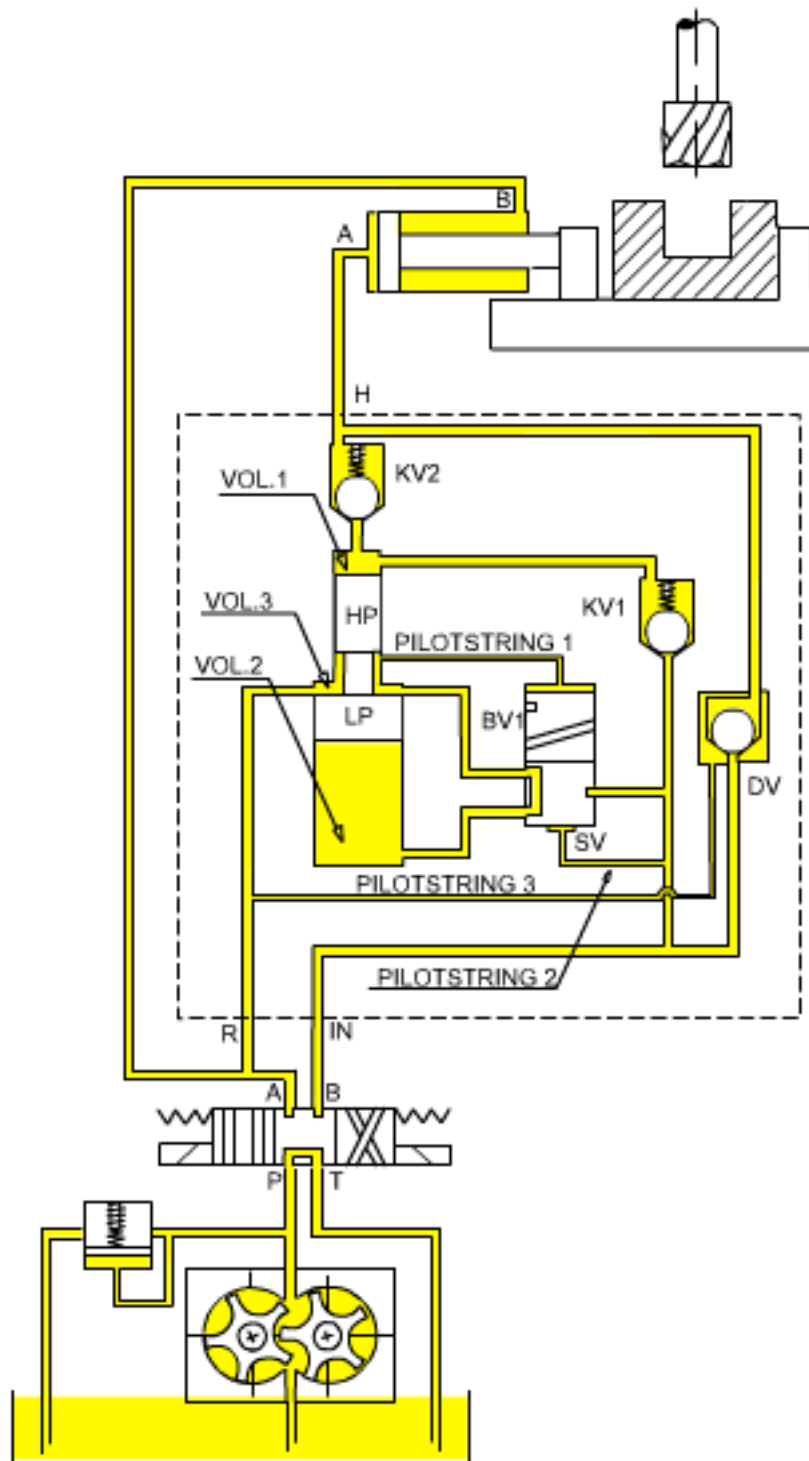 B
A
H
KV2
VOL.1
KV1
VOL.3
HP
PILOTSTRING 1
VOL.2
LP
BV1
DV
SV
PILOTSTRING 3
PILOTSTRING 2
R
IN
A
B
P
T